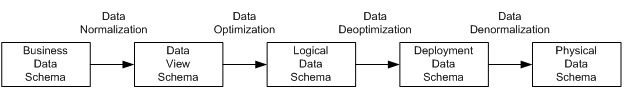 Data
Normalization
Data
Optimization
Data
Deoptimization
Data
Denormalization
Business
Data
Schema
Data
View
Schema
Logical
Data
Schema
Deployment
Data
Schema
Physical
Data
Schema